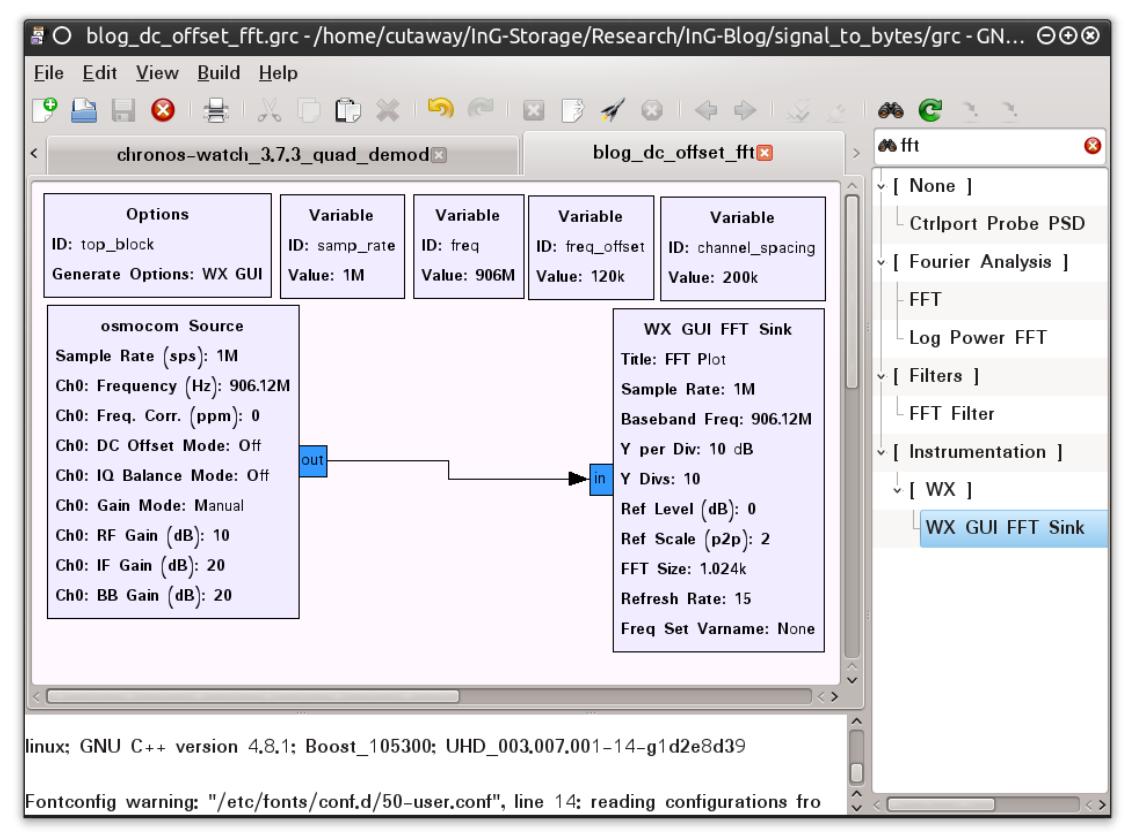 blog_dc_offset_fft.grc - /home/cutaway/InG-Storage/Research/InG-Blog/signal_to_bytes/grc - GN...
File Edit View Build Help
chronos-watch_3.7.3_quad_demod
blog_dc_offset_fft
fft
Options
ID: top_block
Generate Options: WX GUI
Variable
ID: samp_rate
Value: 1M
Variable
ID: freq
Value: 906M
Variable
ID: freq_offset
Value: 120k
Variable
ID: channel_spacing
Value: 200k
osmocom Source
Sample Rate (sps): 1M
Ch0: Frequency (Hz): 906.12M
Ch0: Freq. Corr. (ppm): 0
Ch0: DC Offset Mode: Off
Ch0: IQ Balance Mode: Off
Ch0: Gain Mode: Manual
Ch0: RF Gain (dB): 10
Ch0: IF Gain (dB): 20
Ch0: BB Gain (dB): 20
out
in
WX GUI FFT Sink
Title: FFT Plot
Sample Rate: 1M
Baseband Freq: 906.12M
Y per Div: 10 dB
Y Divs: 10
Ref Level (dB): 0
Ref Scale (p2p): 2
FFT Size: 1.024k
Refresh Rate: 15
Freq Set Varname: None
[ None ]
Ctrlport Probe PSD
[ Fourier Analysis ]
FFT
Log Power FFT
[ Filters ]
FFT Filter
[ Instrumentation ]
[ WX ]
WX GUI FFT Sink
linux; GNU C++ version 4.8.1; Boost_105300; UHD_003.007.001-14-g1d2e8d39
Fontconfig warning: "/etc/fonts/conf.d/50-user.conf", line 14: reading configurations fro